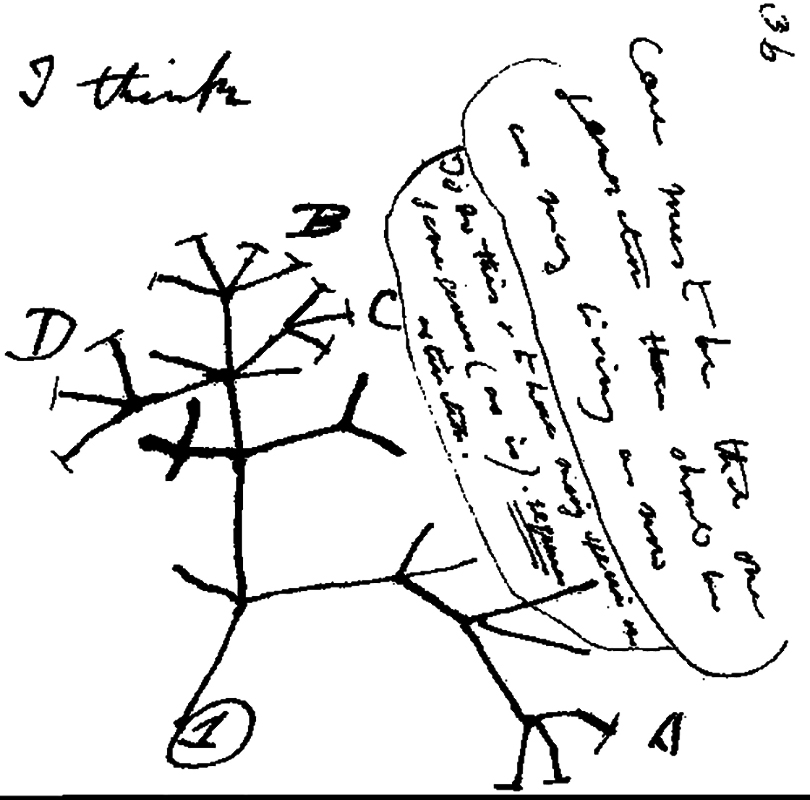 36
I think
Case must be that one
generation then should be
as many living as now
To do this & to have many species in
same genus (as is). requires
extinction.
B
C
D
A
1